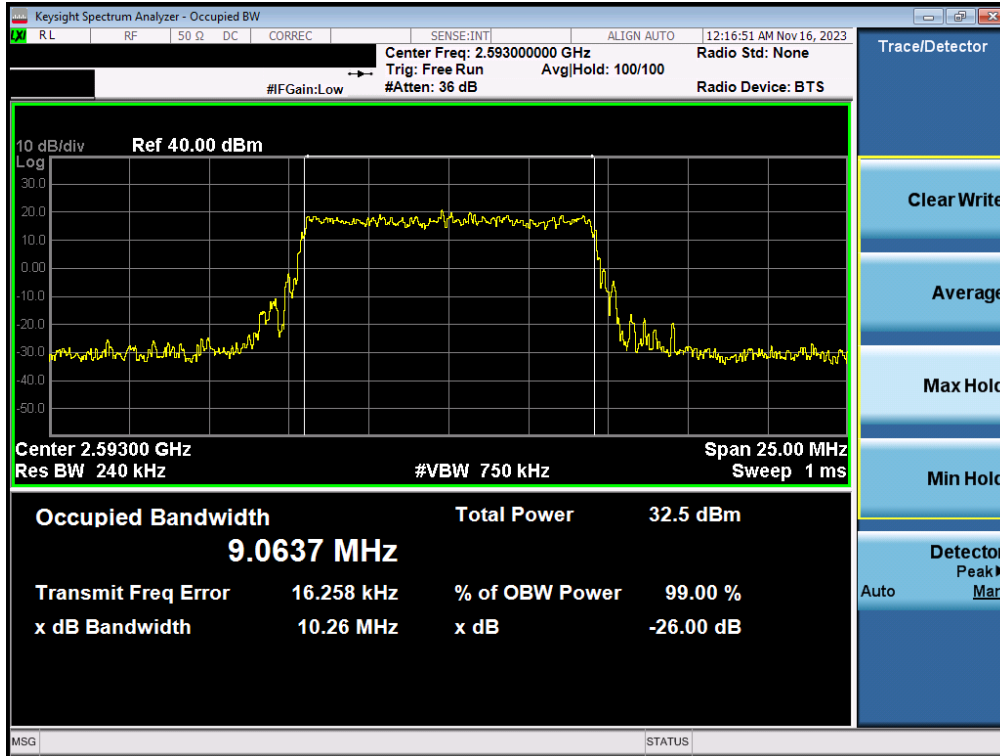 Keysight Spectrum Analyzer - Occupied BW
LXI RL RF 50 Ω DC CORREC SENSE:INT ALIGN AUTO 12:16:51 AM Nov 16, 2023
Center Freq: 2.593000000 GHz Radio Std: None
Trig: Free Run Avg|Hold: 100/100
#IFGain:Low #Atten: 36 dB Radio Device: BTS
Trace/Detector
10 dB/div Ref 40.00 dBm
Log
30.0
20.0
10.0
0.00
-10.0
-20.0
-30.0
-40.0
-50.0
Center 2.59300 GHz Span 25.00 MHz
Res BW 240 kHz #VBW 750 kHz Sweep 1 ms
Occupied Bandwidth Total Power 32.5 dBm
9.0637 MHz
Transmit Freq Error 16.258 kHz % of OBW Power 99.00 %
x dB Bandwidth 10.26 MHz x dB -26.00 dB
Clear Write
Average
Max Hold
Min Hold
Detector
Peak
Auto Man
MSG STATUS